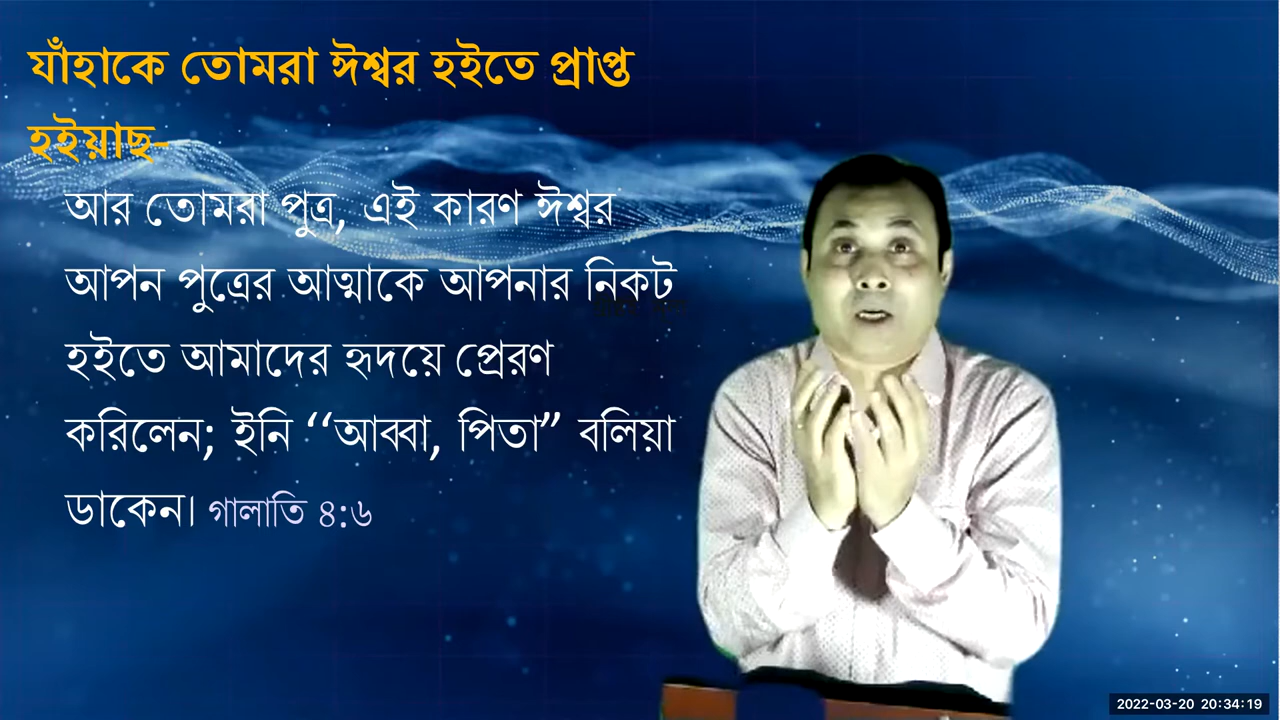 যাঁহাকে তোমরা ঈশ্বর হইতে প্রাপ্ত
হইয়াছ-
আর তোমরা পুত্র, এই কারণ ঈশ্বর
আপন পুত্রের আত্মাকে আপনার নিকট
হইতে আমাদের হৃদয়ে প্রেরণ
করিলেন; ইনি ‘‘আব্বা, পিতা” বলিয়া
ডাকেন। গালাতি ৪:৬
2022-03-20 20:34:19